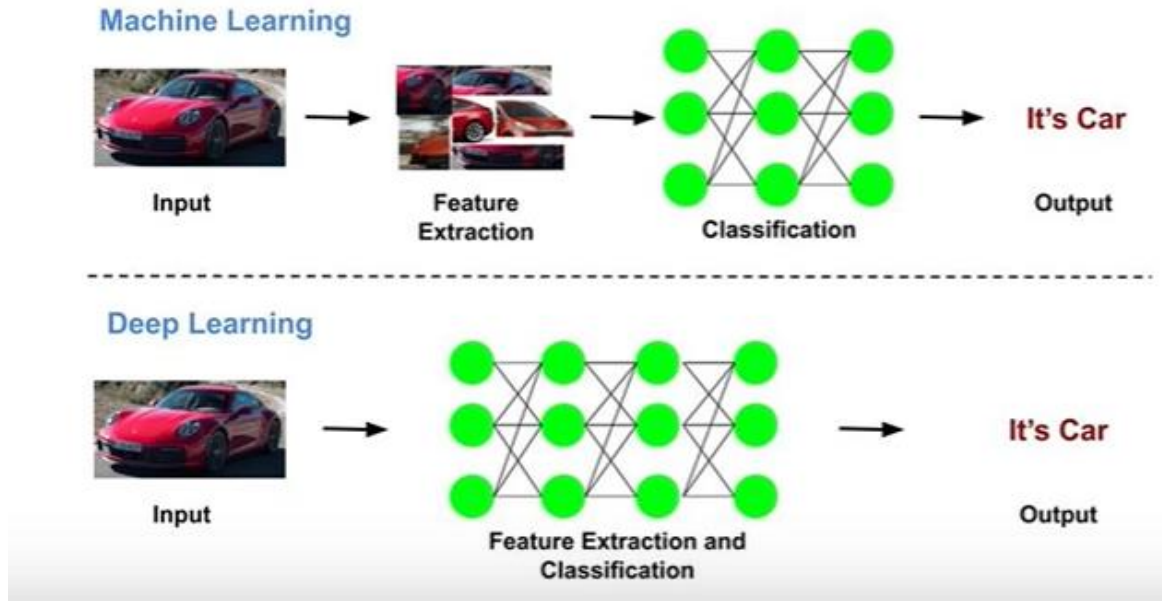 Machine Learning
Input
Feature
Extraction
Classification
It's Car
Output
Deep Learning
Input
Feature Extraction and
Classification
It's Car
Output